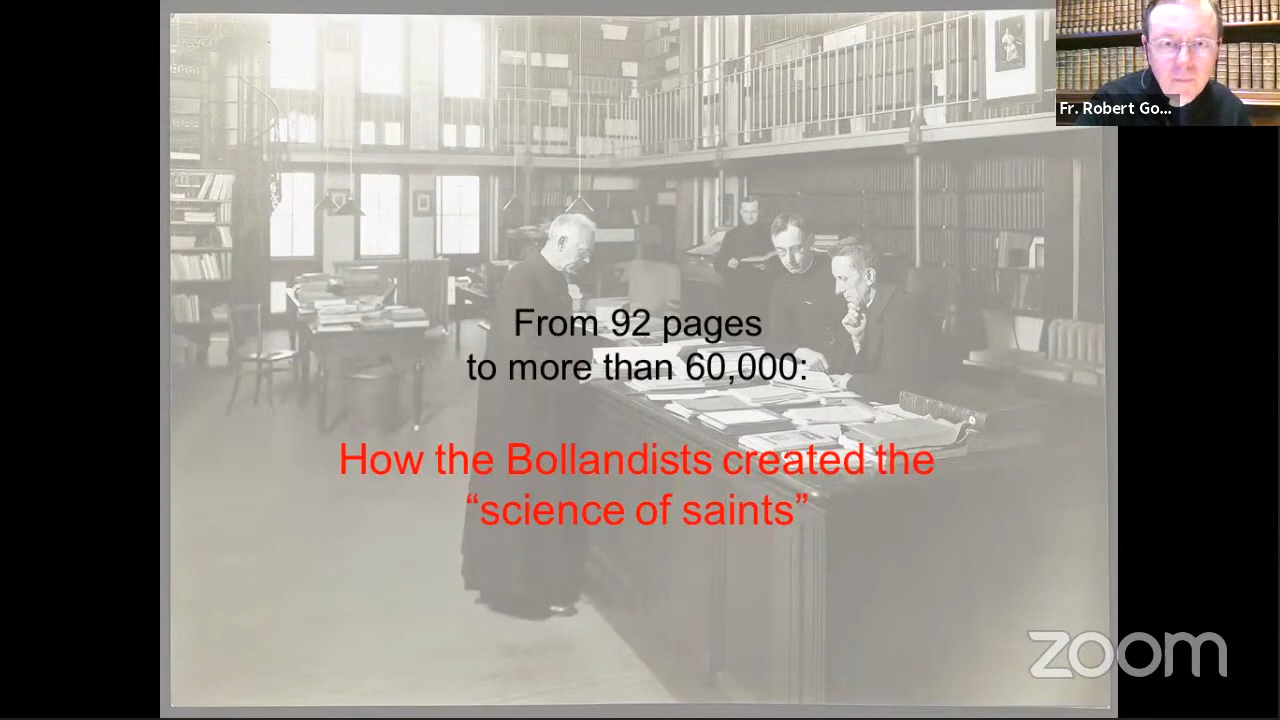 Fr. Robert Go...
From 92 pages
to more than 60,000:
How the Bollandists created the
“science of saints”
zoom